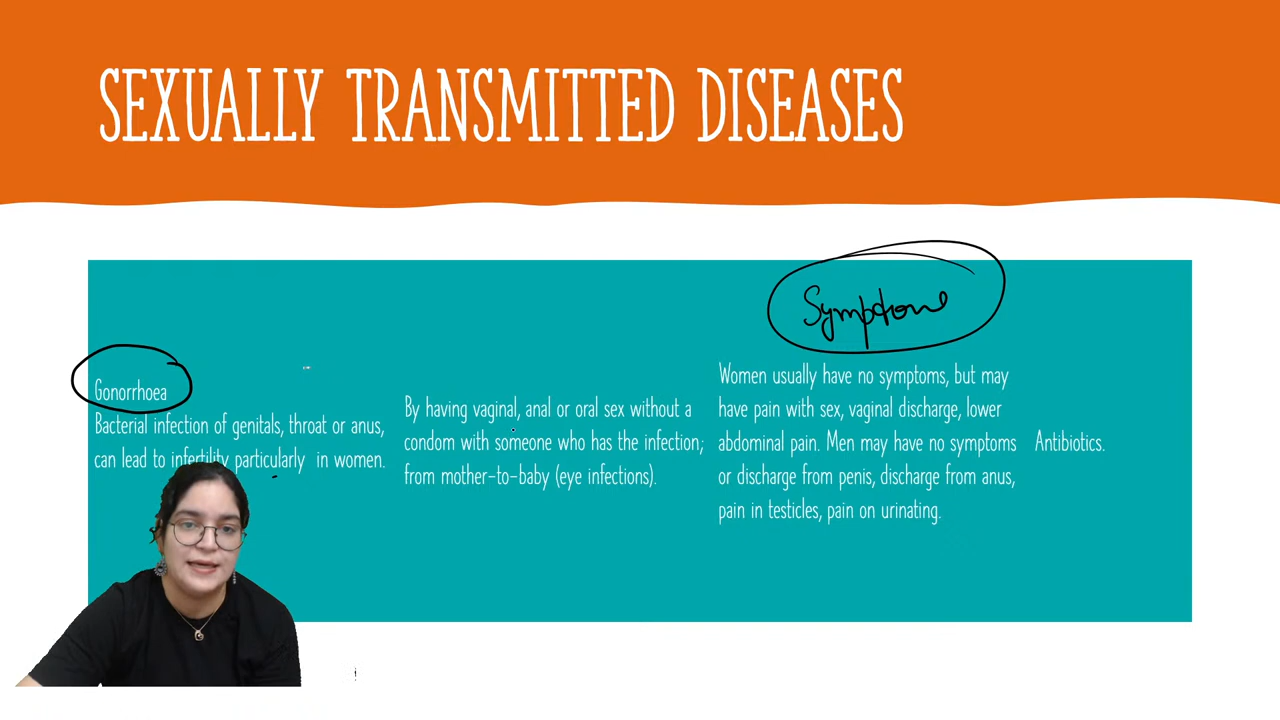 SEXUALLY TRANSMITTED DISEASES
Symptoms
Gonorrhoea
Bacterial infection of genitals, throat or anus,
can lead to infertility particularly in women.
By having vaginal, anal or oral sex without a
condom with someone who has the infection;
from mother-to-baby (eye infections).
Women usually have no symptoms, but may
have pain with sex, vaginal discharge, lower
abdominal pain. Men may have no symptoms
or discharge from penis, discharge from anus,
pain in testicles, pain on urinating.
Antibiotics.